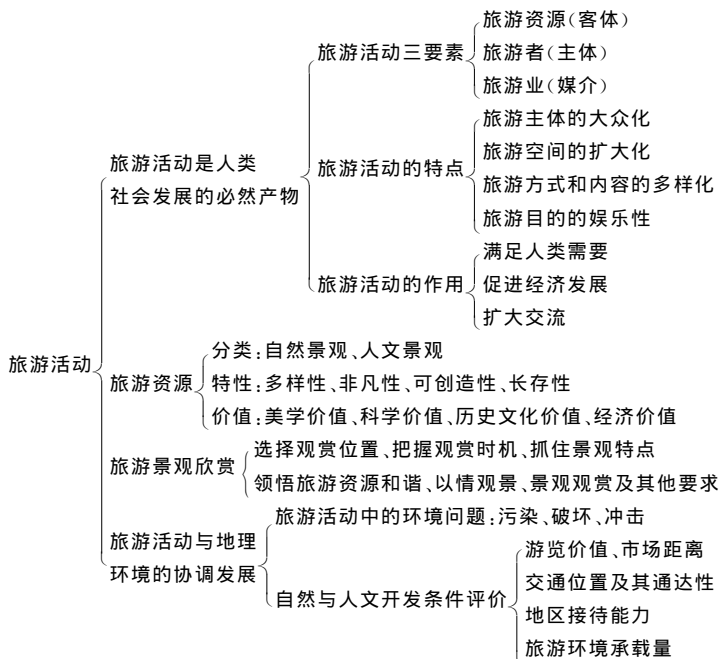 旅游活动
旅游活动是人类
社会发展的必然产物
旅游活动三要素
旅游资源(客体)
旅游者(主体)
旅游业(媒介)
旅游活动的特点
旅游主体的大众化
旅游空间的扩大化
旅游方式和内容的多样化
旅游目的的娱乐性
旅游活动的作用
满足人类需要
促进经济发展
扩大交流
旅游资源
分类:自然景观、人文景观
特性:多样性、非凡性、可创造性、长存性
价值:美学价值、科学价值、历史文化价值、经济价值
旅游景观欣赏
选择观赏位置、把握观赏时机、抓住景观特点
领悟旅游资源和谐、以情观景、景观观赏及其他要求
旅游活动与地理
环境的协调发展
旅游活动中的环境问题:污染、破坏、冲击
自然与人文开发条件评价
游览价值、市场距离
交通位置及其通达性
地区接待能力
旅游环境承载量